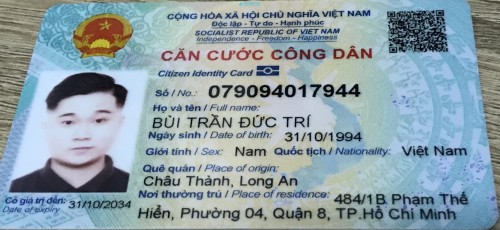 CỘNG HÒA XÃ HỘI CHỦ NGHĨA VIỆT NAM
Độc lập - Tự do - Hạnh phúc
SOCIALIST REPUBLIC OF VIET NAM
Independence - Freedom - Happiness
CĂN CƯỚC CÔNG DÂN
Citizen Identity Card
Số / No.: 079094017944
Họ và tên / Full name:
BÙI TRẦN ĐỨC TRÍ
Ngày sinh / Date of birth: 31/10/1994
Giới tính / Sex: Nam Quốc tịch / Nationality: Việt Nam
Quê quán / Place of origin:
Châu Thành, Long An
Nơi thường trú / Place of residence: 484/1B Phạm Thế
Hiển, Phường 04, Quận 8, TP.Hồ Chí Minh
Có giá trị đến: 31/10/2034
Date of expiry